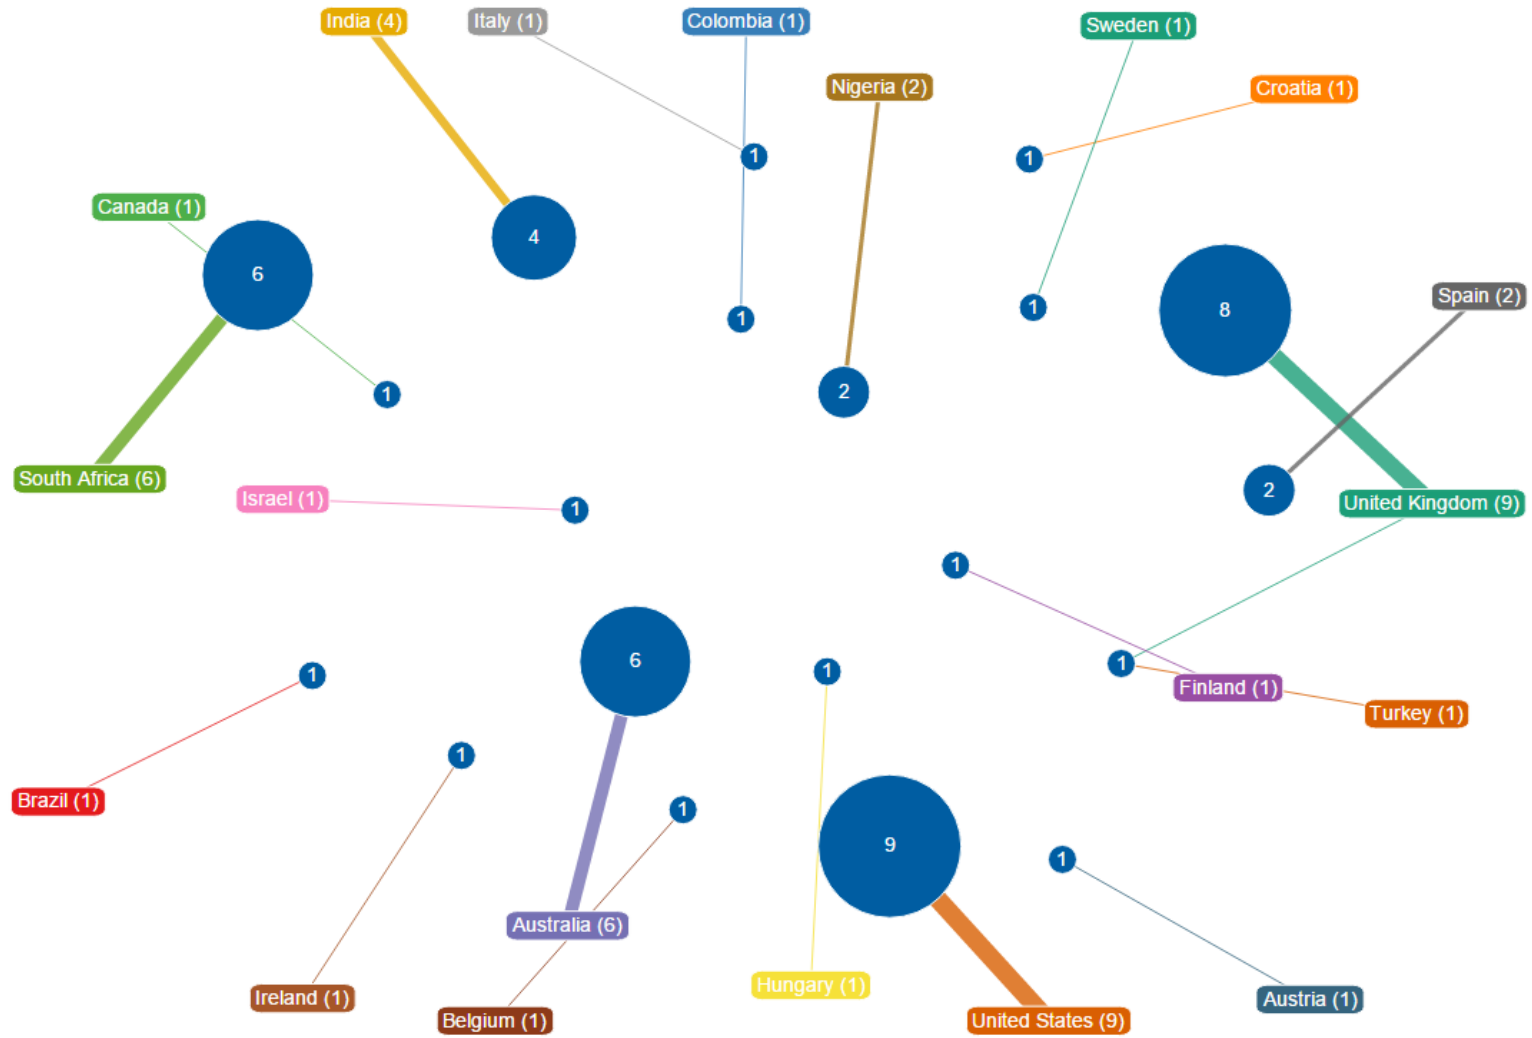 India (4)
Italy (1)
Colombia (1)
Sweden (1)
Nigeria (2)
Croatia (1)
1
1
Canada (1)
4
6
Spain (2)
1
8
1
2
1
South Africa (6)
Israel (1)
1
2
United Kingdom (9)
1
6
1
1
1
Finland (1)
Turkey (1)
1
Brazil (1)
1
9
1
Australia (6)
Hungary (1)
Ireland (1)
Austria (1)
Belgium (1)
United States (9)